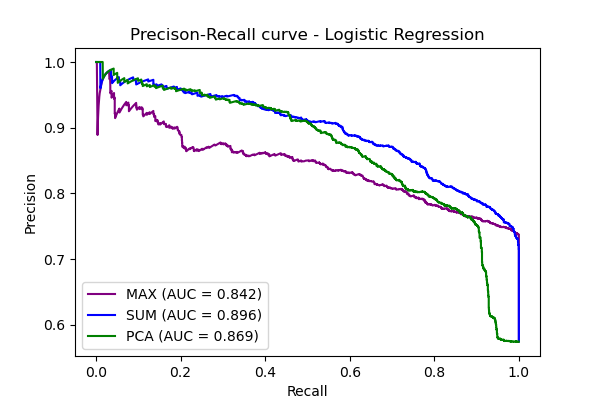 Precison-Recall curve - Logistic Regression
Precision
1.0
0.9
0.8
0.7
0.6
MAX (AUC = 0.842)
SUM (AUC = 0.896)
PCA (AUC = 0.869)
0.0 0.2 0.4 0.6 0.8 1.0
Recall